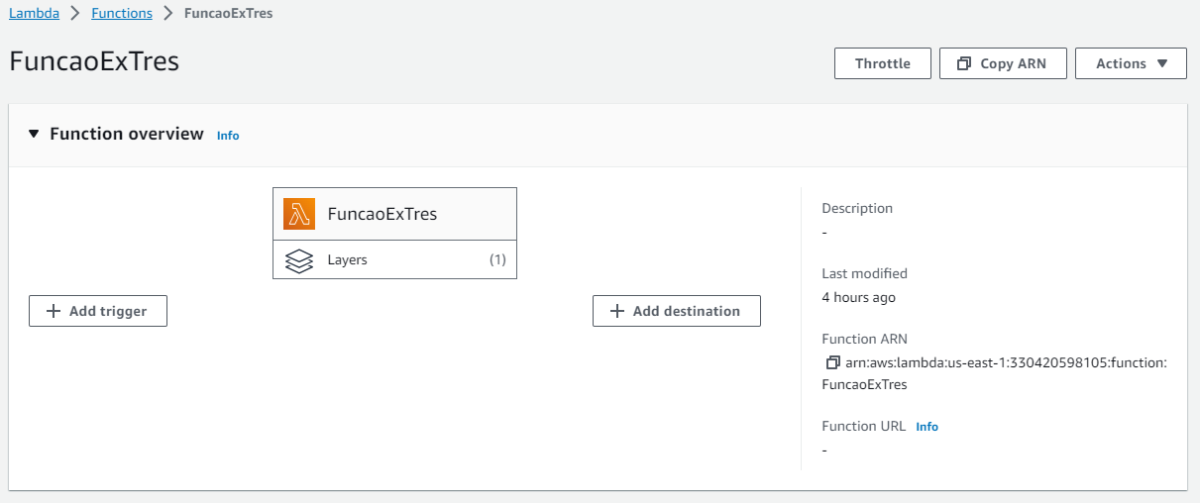 Lambda > Functions > FuncaoExTres
FuncaoExTres
Throttle
Copy ARN
Actions
Function overview Info
FuncaoExTres
Layers (1)
+ Add trigger
+ Add destination
Description
-
Last modified
4 hours ago
Function ARN
arn:aws:lambda:us-east-1:330420598105:function:
FuncaoExTres
Function URL Info
-